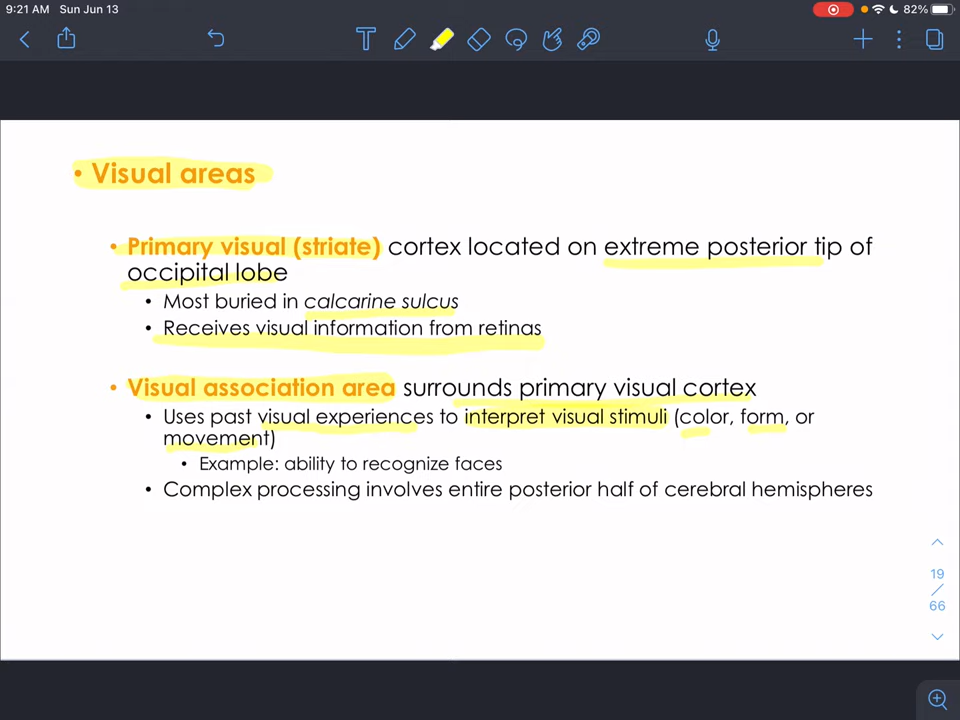 9:21 AM Sun Jun 13
82%
• Visual areas
• Primary visual (striate) cortex located on extreme posterior tip of
occipital lobe
• Most buried in calcarine sulcus
• Receives visual information from retinas
• Visual association area surrounds primary visual cortex
• Uses past visual experiences to interpret visual stimuli (color, form, or
movement)
• Example: ability to recognize faces
• Complex processing involves entire posterior half of cerebral hemispheres
19
/
66